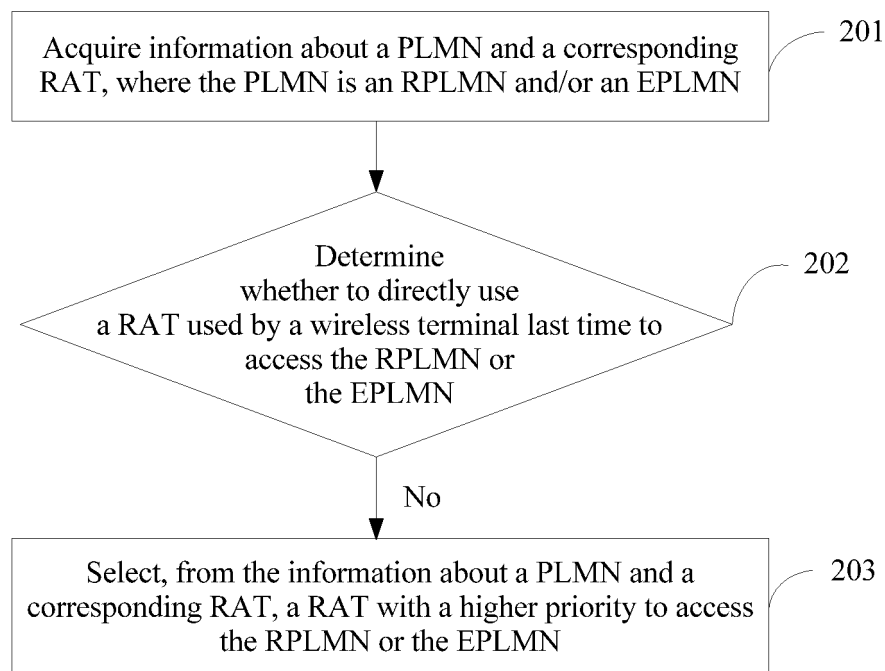 Acquire information about a PLMN and a corresponding
RAT, where the PLMN is an RPLMN and/or an EPLMN
201
Determine
whether to directly use
a RAT used by a wireless terminal last time to
access the RPLMN or
the EPLMN
202
No
Select, from the information about a PLMN and a
corresponding RAT, a RAT with a higher priority to access
the RPLMN or the EPLMN
203